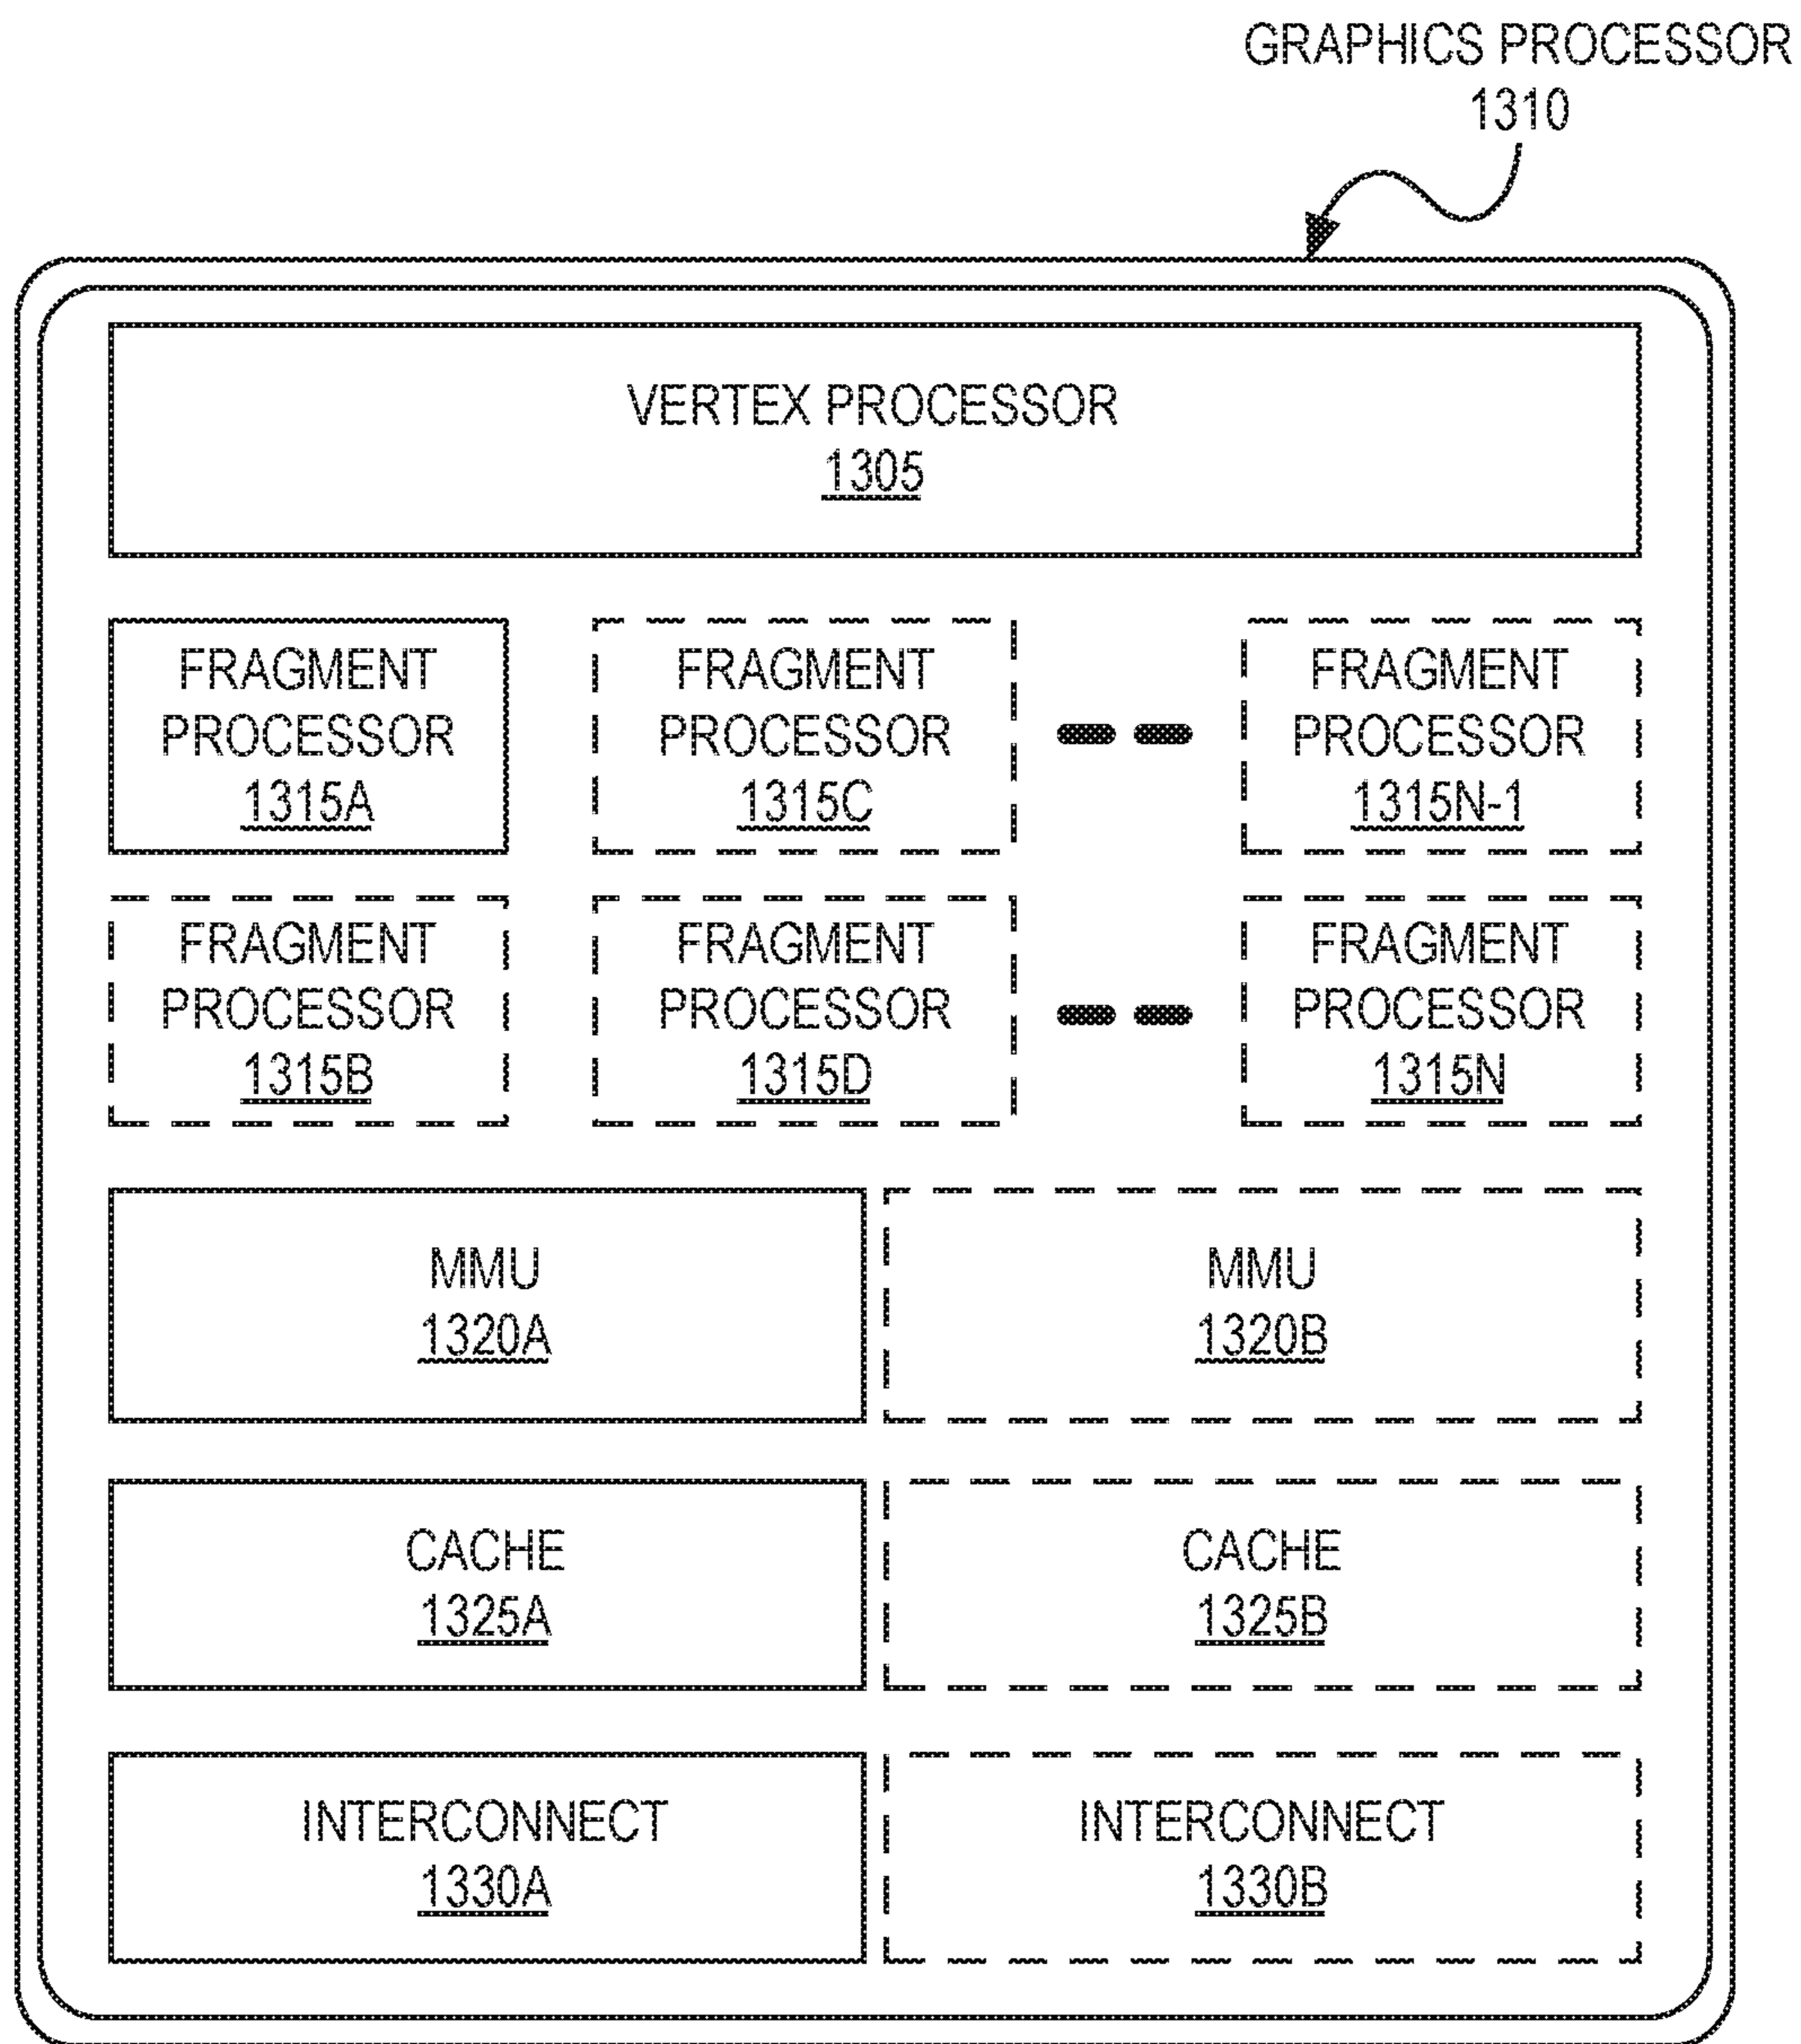 GRAPHICS PROCESSOR
1310
VERTEX PROCESSOR
1305
FRAGMENT
PROCESSOR
1315A
FRAGMENT
PROCESSOR
1315C
FRAGMENT
PROCESSOR
1315N-1
FRAGMENT
PROCESSOR
1315B
FRAGMENT
PROCESSOR
1315D
FRAGMENT
PROCESSOR
1315N
MMU
1320A
MMU
1320B
CACHE
1325A
CACHE
1325B
INTERCONNECT
1330A
INTERCONNECT
1330B